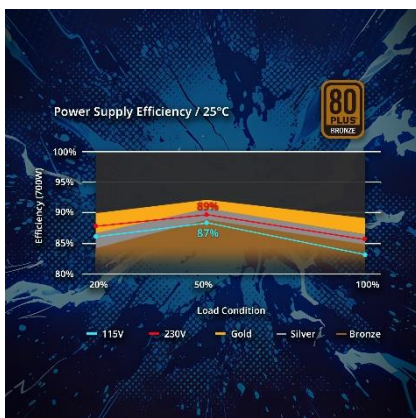 80
PLUS
BRONZE
Power Supply Efficiency / 25°C
100%
95%
90%
85%
80%
Efficiency (700W)
89%
87%
20%
50%
100%
Load Condition
115V
230V
Gold
Silver
Bronze